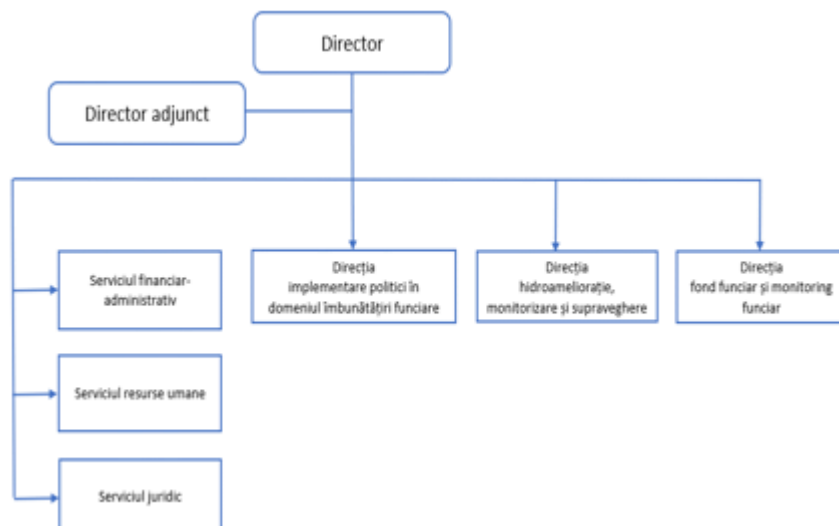 Director
Director adjunct
Serviciul financiar-
administrativ
Direcția
implementare politici în
domeniul îmbunătățiri funciare
Direcția
hidroamelorație,
monitorizare și supraveghere
Direcția
fond funciar și monitoring
funciar
Serviciul resurse umane
Serviciul juridic